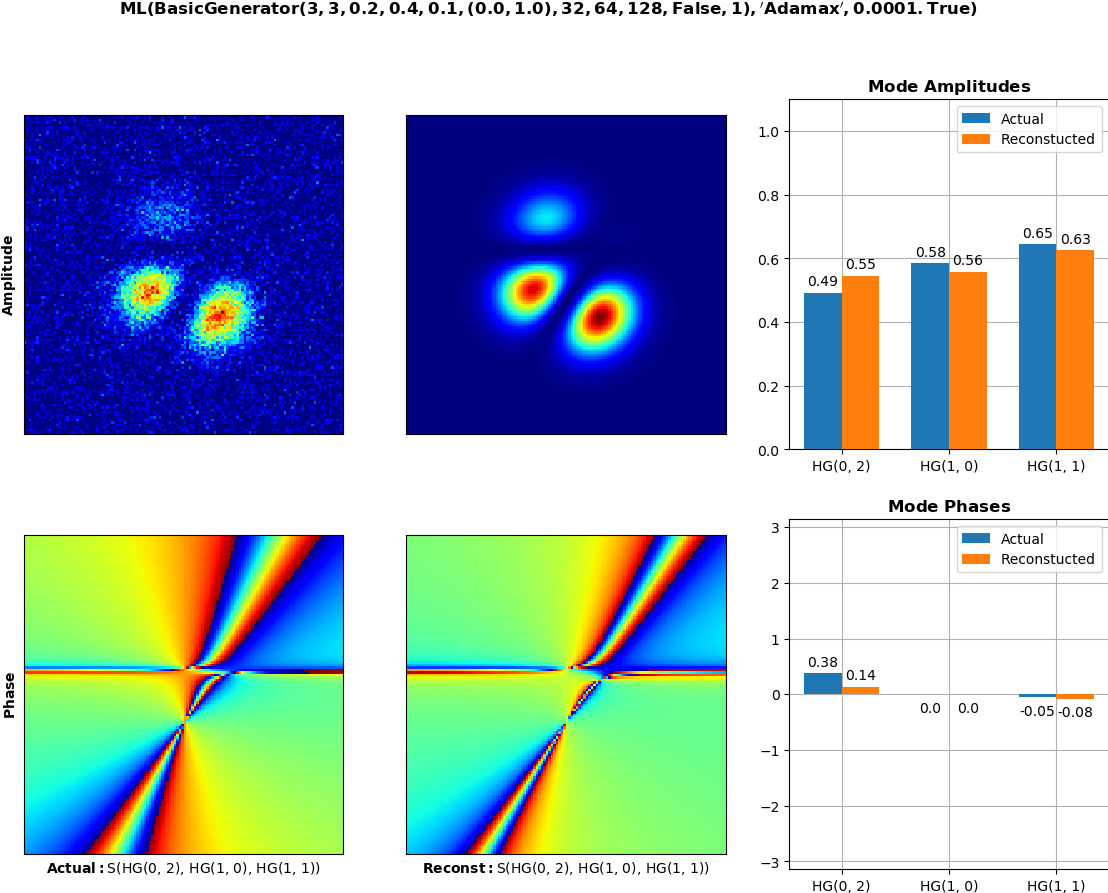 ML(BasicGenerator(3, 3, 0.2, 0.4, 0.1, (0.0, 1.0), 32, 64, 128, False, 1), 'Adamax', 0.0001. True)
Amplitude
Mode Amplitudes
Actual
Reconstucted
1.0
0.8
0.6
0.4
0.2
0.0
0.49
0.55
0.58
0.56
0.65
0.63
HG(0, 2)
HG(1, 0)
HG(1, 1)
Phase
Actual: S(HG(0, 2), HG(1, 0), HG(1, 1))
Reconst: S(HG(0, 2), HG(1, 0), HG(1, 1))
Mode Phases
Actual
Reconstucted
3
2
1
0
−1
−2
−3
0.38
0.14
0.0
0.0
-0.05
-0.08
HG(0, 2)
HG(1, 0)
HG(1, 1)